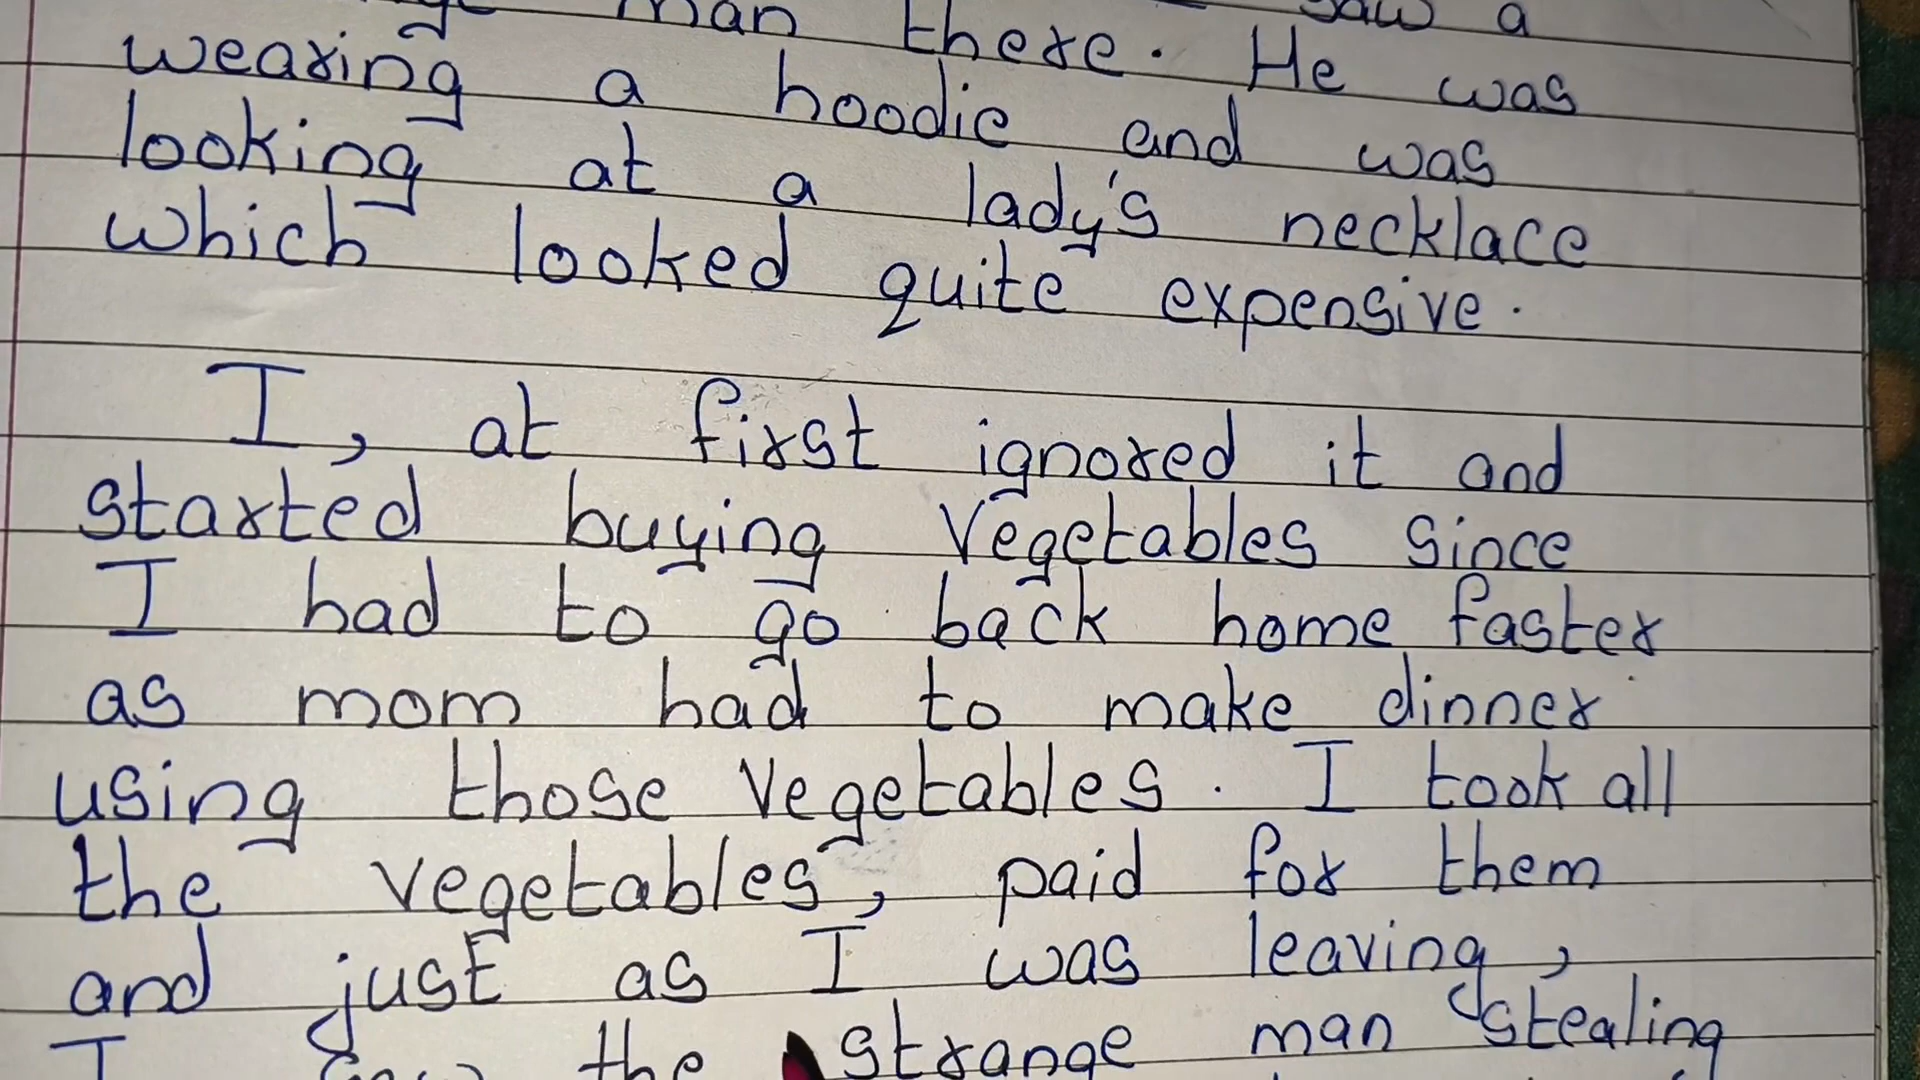 man there. saw a
wearing a hoodie and was
He was
looking at a lady's necklace
which looked quite expensive.
I, at first ignored it and
started buying vegetables since
I had to go back home faster
as mom had to make dinner
using those vegetables. I took all
the vegetables, paid for them
and just as I was leaving,
I saw the strange man stealing